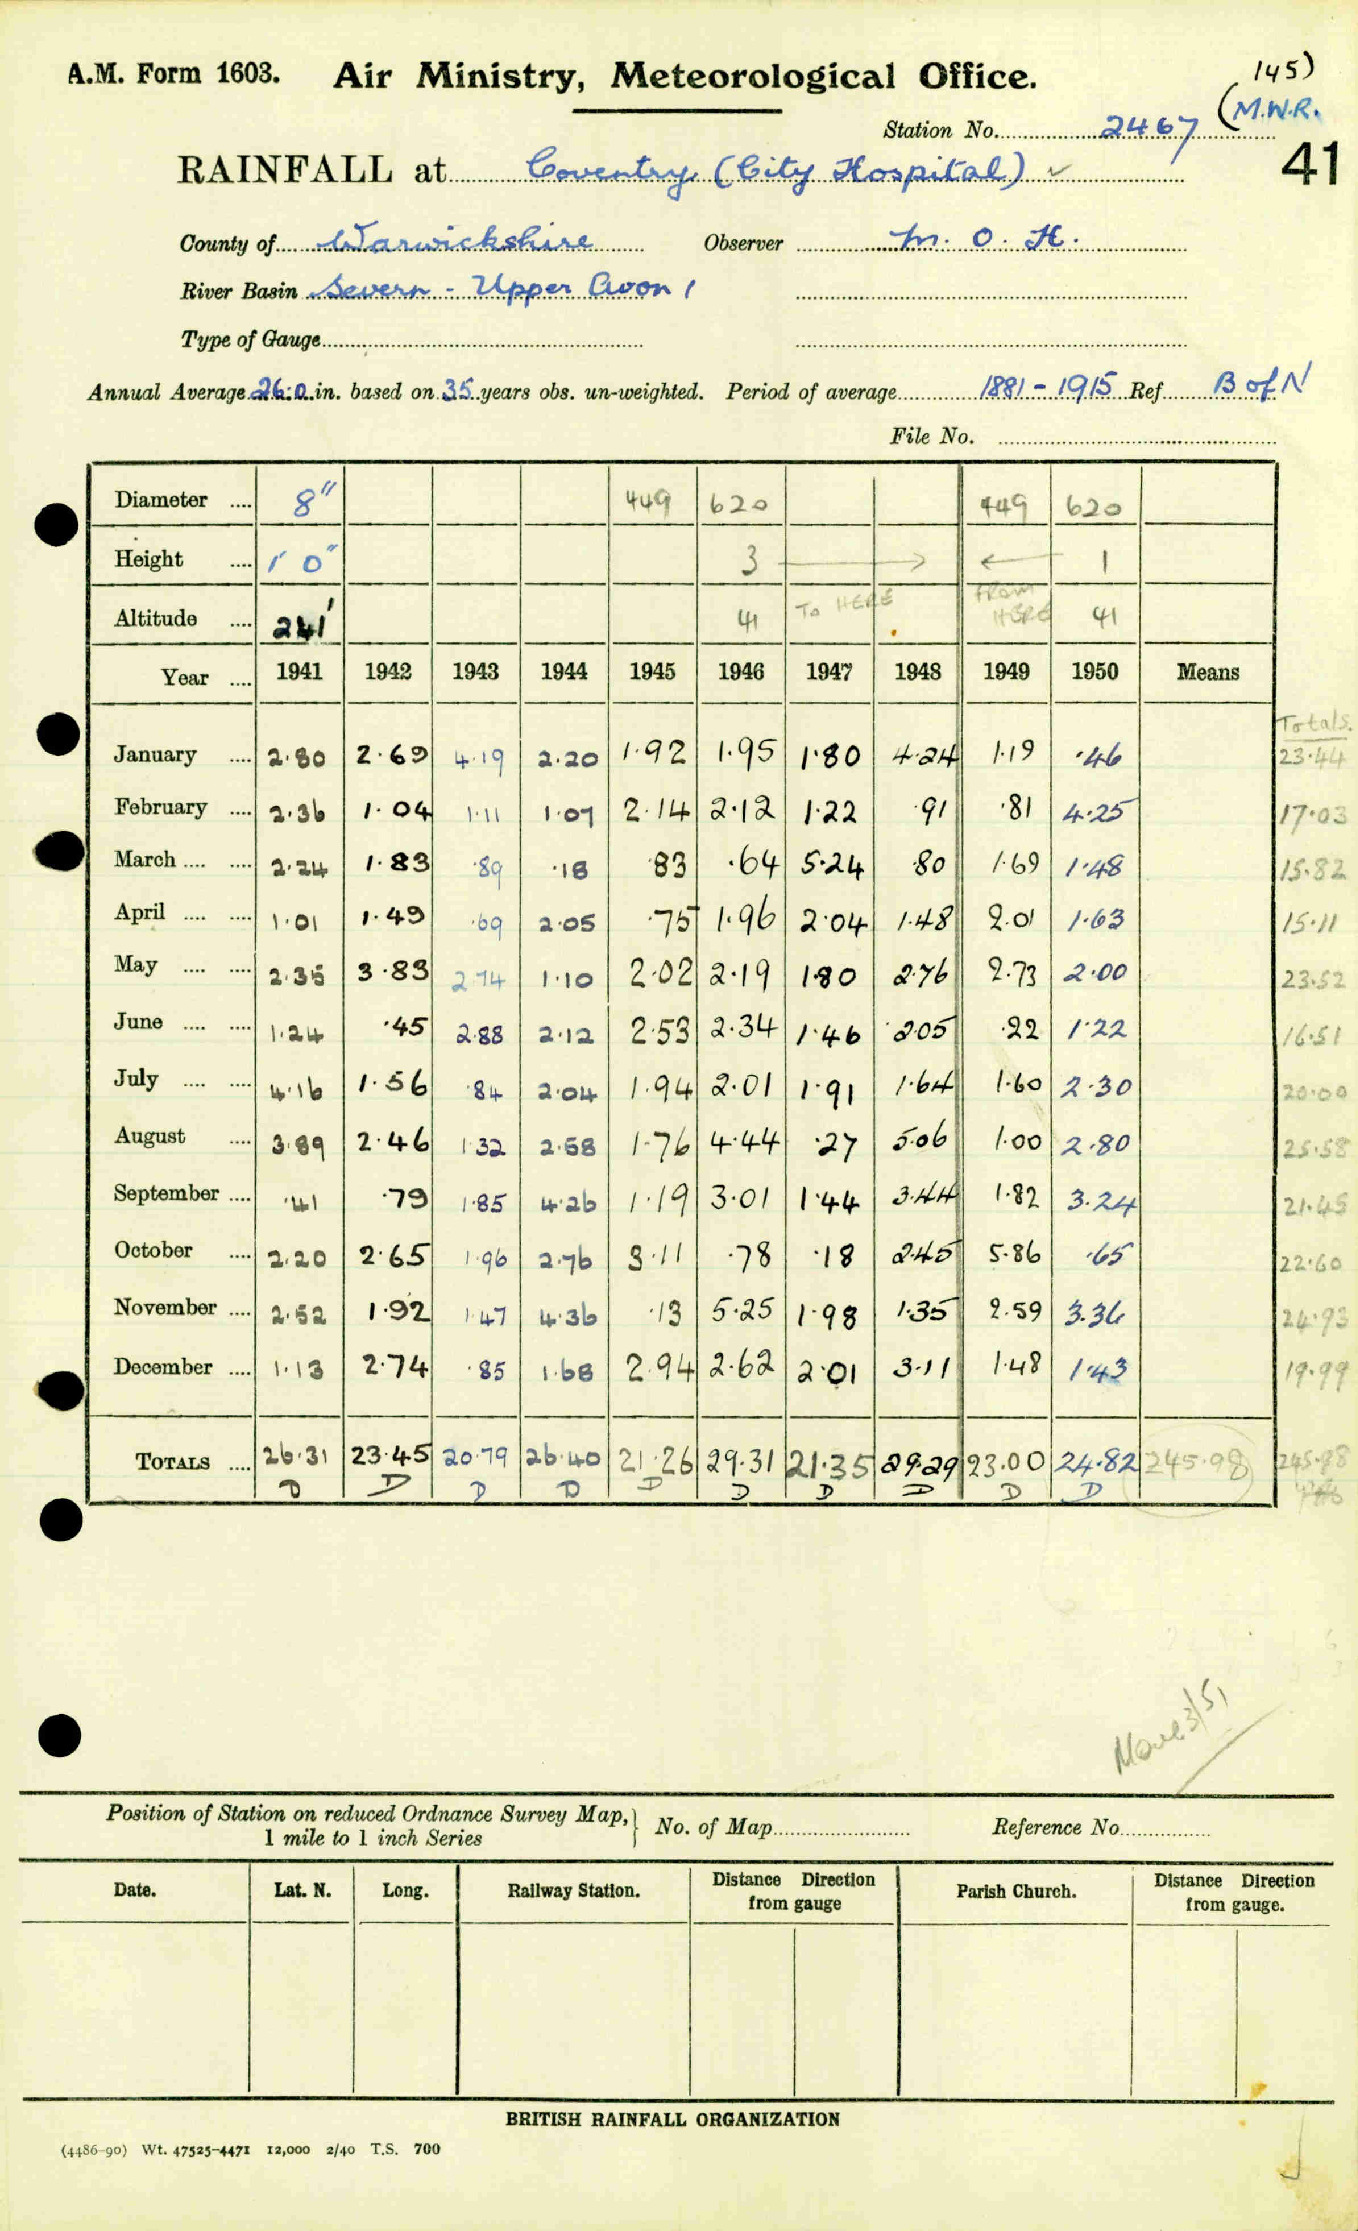 A.M. Form 1603. Air Ministry, Meteorological Office.
145)
(M.W.R.
Station No. 2467
41
RAINFALL at Coventry (City Hospital) ✓
County of Warwickshire Observer M. O. H.
River Basin Severn - Upper Avon 1
Type of Gauge
Annual Average 26.0 in. based on 35 years obs. un-weighted. Period of average 1881 - 1915 Ref B of N
File No.
Diameter .... 8" 449 620 449 620
Height .... 1' 0" 3 → ← 1
Altitude .... 241' 41 To HERE FROM HERE 41
Year .... 1941 1942 1943 1944 1945 1946 1947 1948 1949 1950 Means
Totals.
January .... 2.80 2.69 4.19 2.20 1.92 1.95 1.80 4.24 1.19 .46 23.44
February .... 2.36 1.04 1.11 1.07 2.14 2.12 1.22 .91 .81 4.25 17.03
March .... .... 2.24 1.83 .89 .18 .83 .64 5.24 .80 1.69 1.48 15.82
April .... .... 1.01 1.49 .69 2.05 .75 1.96 2.04 1.48 2.01 1.63 15.11
May .... .... 2.35 3.83 2.74 1.10 2.02 2.19 1.80 2.76 2.73 2.00 23.52
June .... .... 1.24 .45 2.88 2.12 2.53 2.34 1.46 2.05 .22 1.22 16.51
July .... .... 4.16 1.56 .84 2.04 1.94 2.01 1.91 1.64 1.60 2.30 20.00
August .... 3.89 2.46 1.32 2.58 1.76 4.44 .27 5.06 1.00 2.80 25.58
September .... .41 .79 1.85 4.26 1.19 3.01 1.44 3.44 1.82 3.24 21.45
October .... 2.20 2.65 1.96 2.76 3.11 .78 .18 2.45 5.86 .65 22.60
November .... 2.52 1.92 1.47 4.36 .13 5.25 1.98 1.35 2.59 3.36 24.93
December .... 1.13 2.74 .85 1.68 2.94 2.62 2.01 3.11 1.48 1.43 19.99
TOTALS .... 26.31 23.45 20.79 26.40 21.26 29.31 21.35 29.29 23.00 24.82 245.98 245.98
D D D D D D D D D D
Move 3/51
Position of Station on reduced Ordnance Survey Map, 1 mile to 1 inch Series } No. of Map Reference No.
Date. Lat. N. Long. Railway Station. Distance Direction from gauge Parish Church. Distance Direction from gauge.
BRITISH RAINFALL ORGANIZATION
(4486-90) Wt. 47525-4471 12,000 2/40 T.S. 700